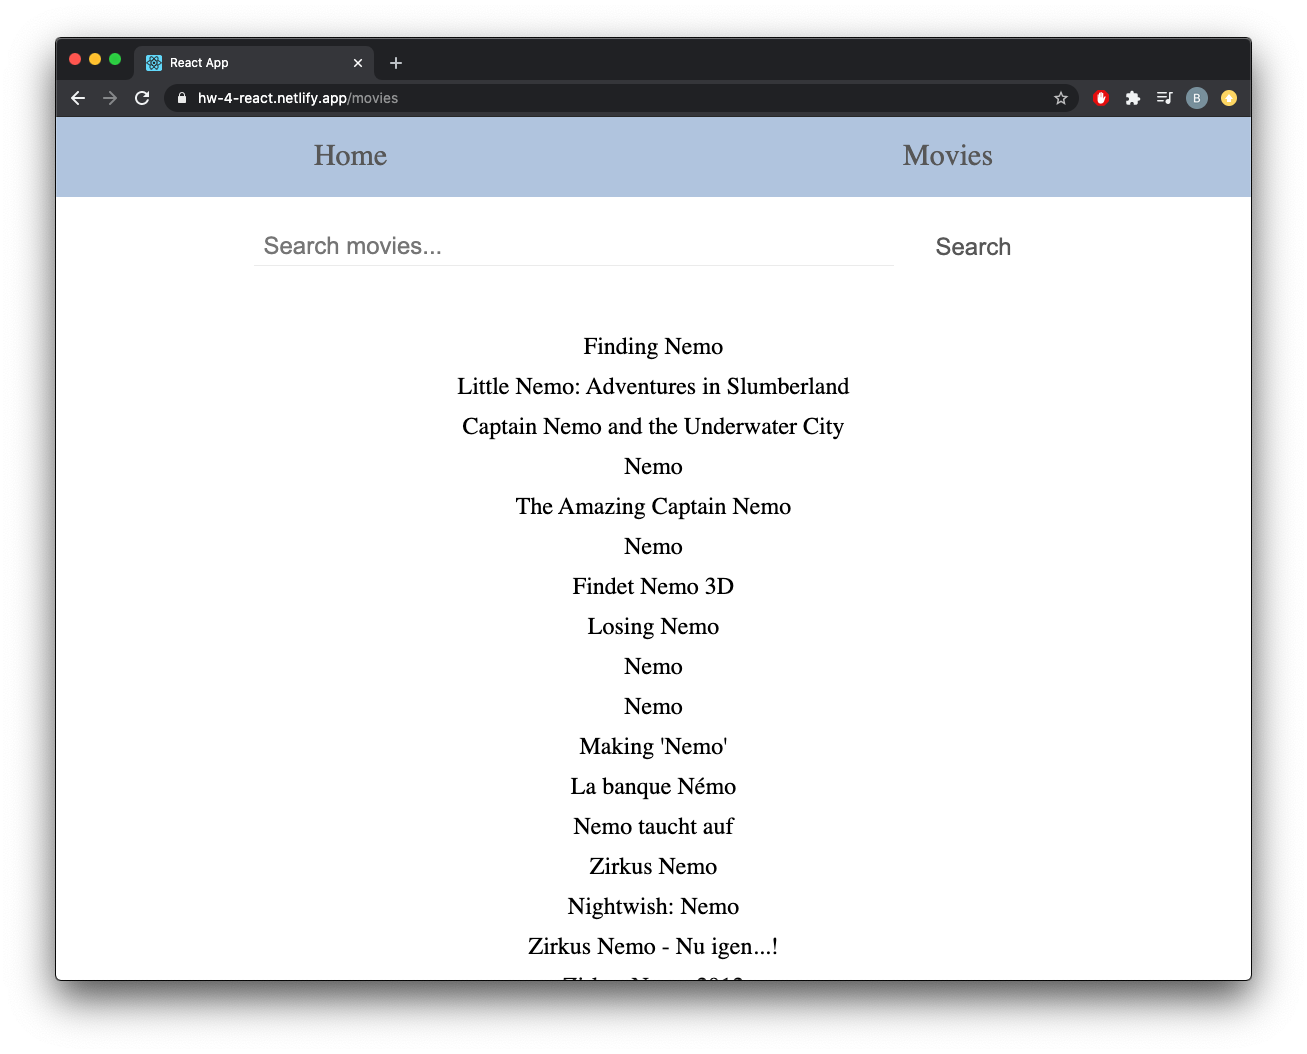 React App
hw-4-react.netlify.app/movies
B
Home Movies
Search movies... Search
Finding Nemo
Little Nemo: Adventures in Slumberland
Captain Nemo and the Underwater City
Nemo
The Amazing Captain Nemo
Nemo
Findet Nemo 3D
Losing Nemo
Nemo
Nemo
Making 'Nemo'
La banque Némo
Nemo taucht auf
Zirkus Nemo
Nightwish: Nemo
Zirkus Nemo - Nu igen...!